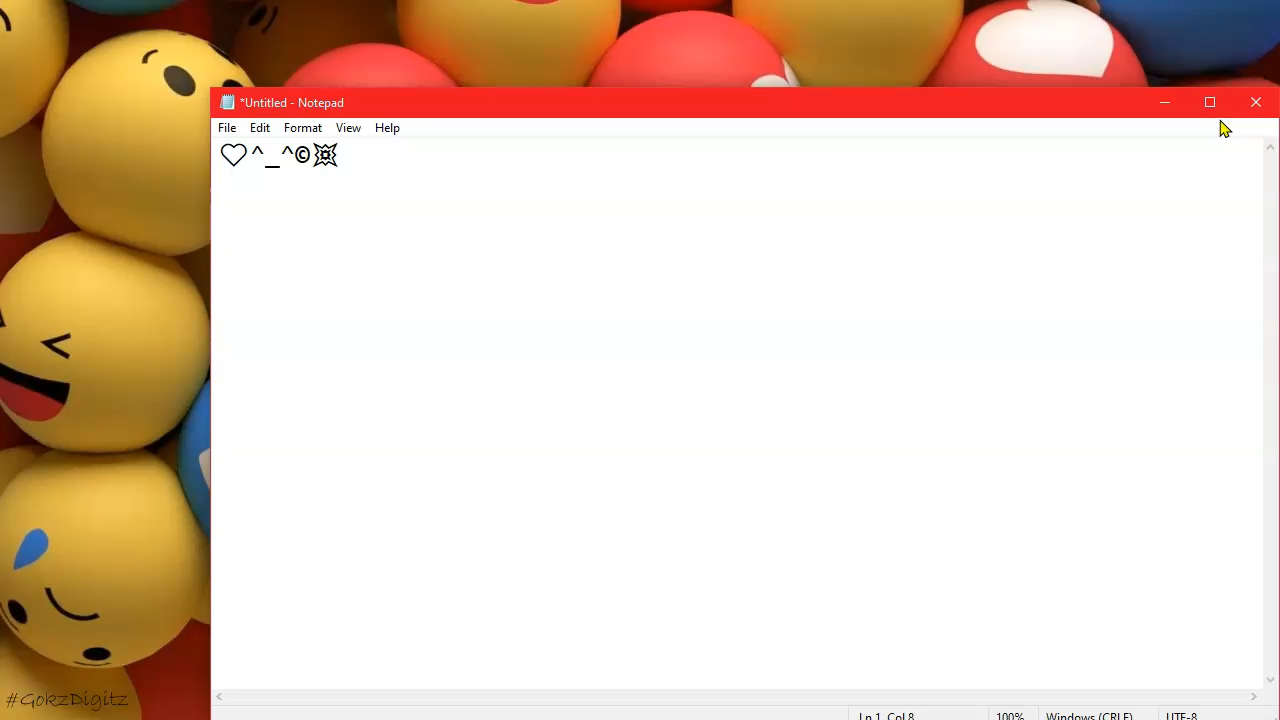 *Untitled - Notepad
File Edit Format View Help
♡^_^©💥
Ln 1, Col 8 100% Windows (CRLF) UTF-8
#GokzDigitz